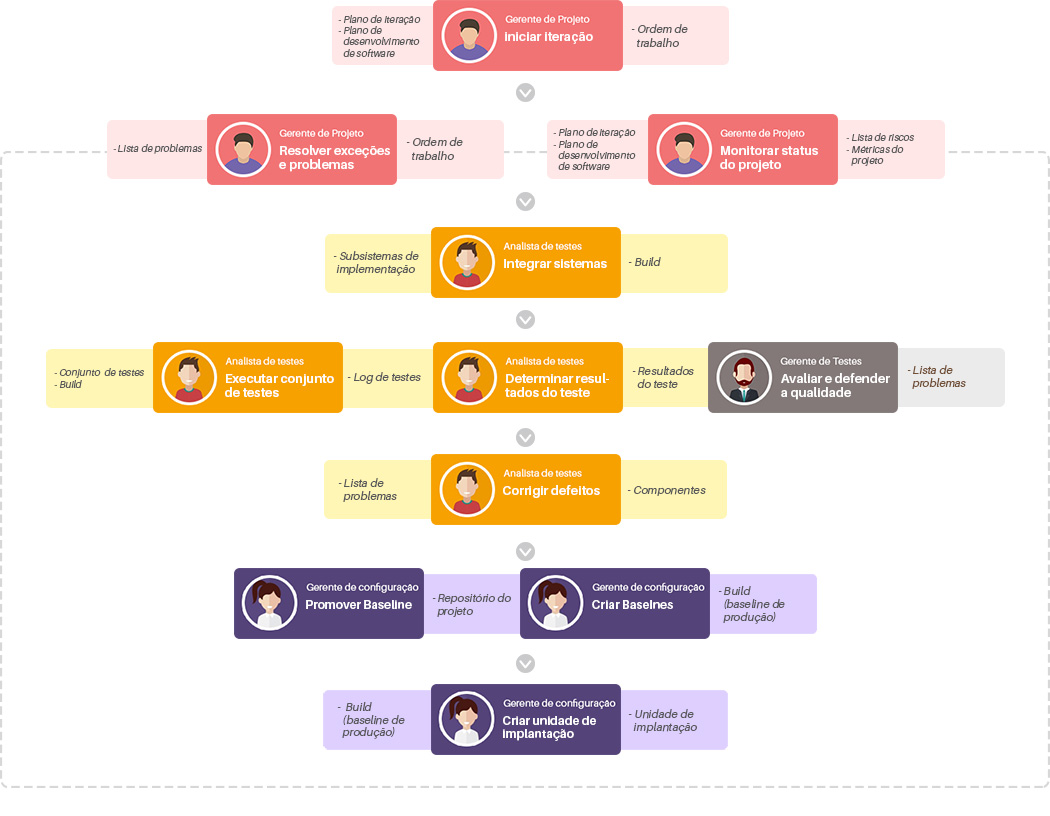 - Plano de iteração
- Plano de
desenvolvimento
de software
Gerente de Projeto
Iniciar iteração
- Ordem de
trabalho
- Lista de problemas
Gerente de Projeto
Resolver exceções
e problemas
- Ordem de
trabalho
- Plano de iteração
- Plano de
desenvolvimento
de software
Gerente de Projeto
Monitorar status
do projeto
- Lista de riscos
- Métricas do
projeto
- Subsistemas de
implementação
Analista de testes
Integrar sistemas
- Build
- Conjunto de testes
- Build
Analista de testes
Executar conjunto
de testes
- Log de testes
Analista de testes
Determinar resul-
tados do teste
- Resultados
do teste
Gerente de Testes
Avaliar e defender
a qualidade
- Lista de
problemas
- Lista de
problemas
Analista de testes
Corrigir defeitos
- Componentes
Gerente de configuração
Promover Baseline
- Repositório do
projeto
Gerente de configuração
Criar Baselnes
- Build
(baseline de
produção)
- Build
(baseline de
produção)
Gerente de configuração
Criar unidade de
Implantação
- Unidade de
implantação